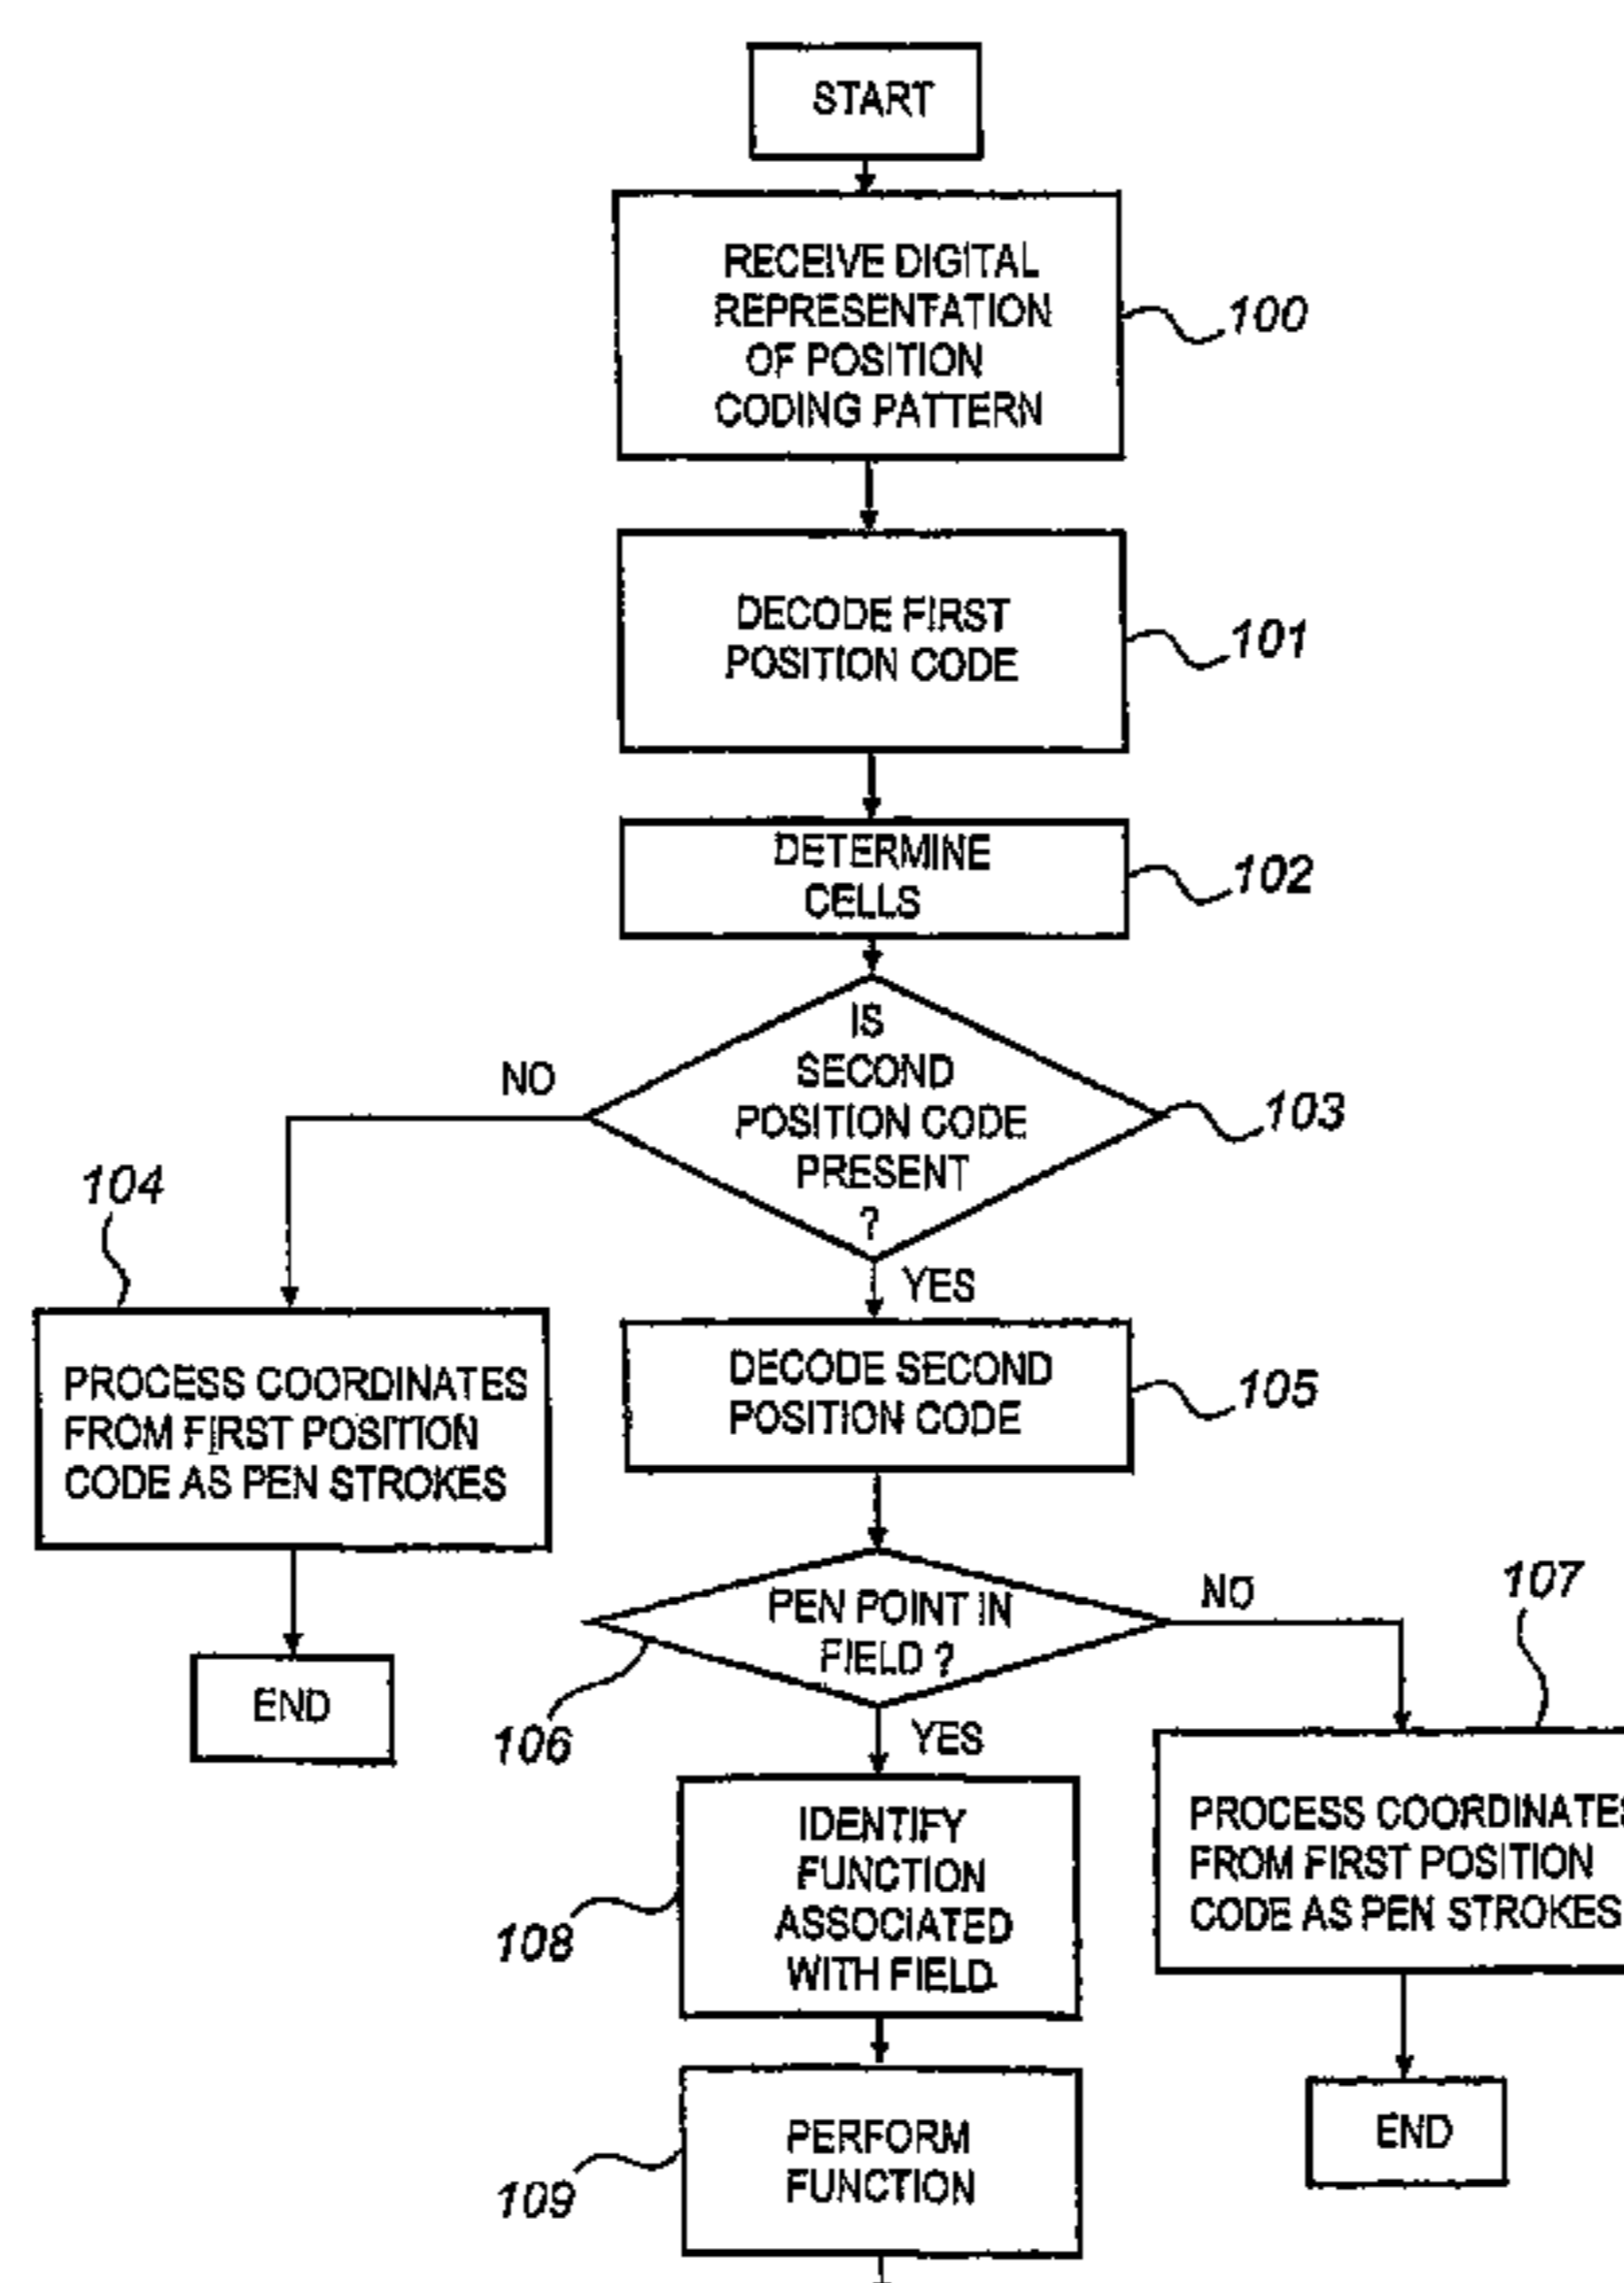 START
RECEIVE DIGITAL
REPRESENTATION
OF POSITION
CODING PATTERN
100
DECODE FIRST
POSITION CODE
101
DETERMINE
CELLS
102
IS
SECOND
POSITION CODE
PRESENT
?
103
NO
104
PROCESS COORDINATES
FROM FIRST POSITION
CODE AS PEN STROKES
END
YES
DECODE SECOND
POSITION CODE
105
PEN POINT IN
FIELD ?
106
NO
107
PROCESS COORDINATES
FROM FIRST POSITION
CODE AS PEN STROKES
END
YES
IDENTIFY
FUNCTION
ASSOCIATED
WITH FIELD
108
PERFORM
FUNCTION
109